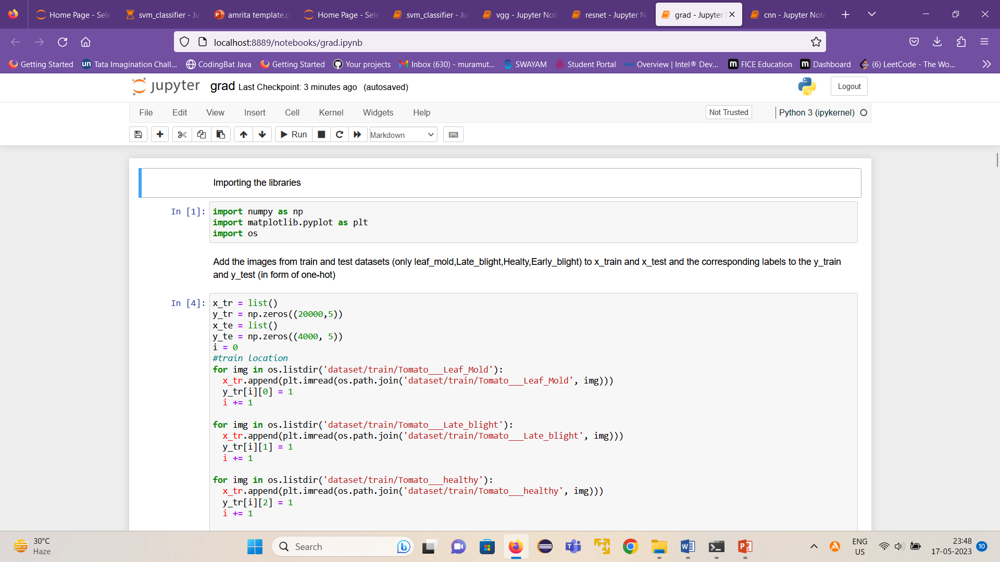 Home Page - Sele
svm_classifier - Ju
amrita template.p
Home Page - Sele
svm_classifier - Ju
vgg - Jupyter Not
resnet - Jupyter N
grad - Jupyter
cnn - Jupyter Note
localhost:8889/notebooks/grad.ipynb
Getting Started
un Tata Imagination Chall...
CodingBat Java
Getting Started
Your projects
Inbox (630) - muramut...
SWAYAM
Student Portal
intel Overview | Intel® Dev...
m FICE Education
m Dashboard
(6) LeetCode - The Wo...
jupyter grad Last Checkpoint: 3 minutes ago (autosaved)
Logout
File Edit View Insert Cell Kernel Widgets Help
Not Trusted
Python 3 (ipykernel)
Run
Markdown
Importing the libraries
In [1]: import numpy as np
import matplotlib.pyplot as plt
import os
Add the images from train and test datasets (only leaf_mold,Late_blight,Healty,Early_blight) to x_train and x_test and the corresponding labels to the y_train
and y_test (in form of one-hot)
In [4]: x_tr = list()
y_tr = np.zeros((20000,5))
x_te = list()
y_te = np.zeros((4000, 5))
i = 0
#train location
for img in os.listdir('dataset/train/Tomato___Leaf_Mold'):
  x_tr.append(plt.imread(os.path.join('dataset/train/Tomato___Leaf_Mold', img)))
  y_tr[i][0] = 1
  i += 1
for img in os.listdir('dataset/train/Tomato___Late_blight'):
  x_tr.append(plt.imread(os.path.join('dataset/train/Tomato___Late_blight', img)))
  y_tr[i][1] = 1
  i += 1
for img in os.listdir('dataset/train/Tomato___healthy'):
  x_tr.append(plt.imread(os.path.join('dataset/train/Tomato___healthy', img)))
  y_tr[i][2] = 1
  i += 1
30°C
Haze
Search
ENG
US
23:48
17-05-2023
10